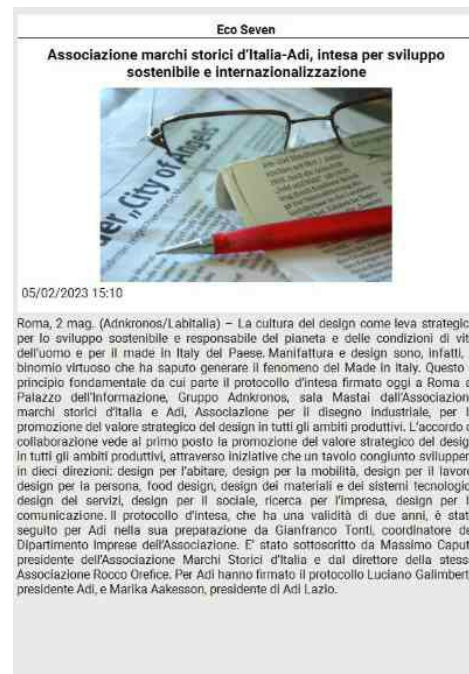 Eco Seven
Associazione marchi storici d'Italia-Adi, intesa per sviluppo
sostenibile e internazionalizzazione
der „City of Angels"
05/02/2023 15:10
Roma, 2 mag. (Adnkronos/Labitalia) – La cultura del design come leva strategic
per lo sviluppo sostenibile e responsabile del pianeta e delle condizioni di vit
dell'uomo e per il made in Italy del Paese. Manifattura e design sono, infatti,
binomio virtuoso che ha saputo generare il fenomeno del Made in Italy. Questo
principio fondamentale da cui parte il protocollo d'intesa firmato oggi a Roma a
Palazzo dell'Informazione, Gruppo Adnkronos, sala Mastai dall'Association
marchi storici d'Italia e Adi, Associazione per il disegno industriale, per l
promozione del valore strategico del design in tutti gli ambiti produttivi. L'accordo d
collaborazione vede al primo posto la promozione del valore strategico del desig
in tutti gli ambiti produttivi, attraverso iniziative che un tavolo congiunto svilupper
in dieci direzioni: design per l'abitare, design per la mobilità, design per il lavor
design per la persona, food design, design dei materiali e dei sistemi tecnologic
design dei servizi, design per il sociale, ricerca per l'impresa, design per l
comunicazione. Il protocollo d'intesa, che ha una validità di due anni, è stat
seguito per Adi nella sua preparazione da Gianfranco Tonti, coordinatore de
Dipartimento Imprese dell'Associazione. E' stato sottoscritto da Massimo Caput
presidente dell'Associazione Marchi Storici d'Italia e dal direttore della stess
Associazione Rocco Orefice. Per Adi hanno firmato il protocollo Luciano Galimbert
presidente Adi, e Marika Aakesson, presidente di Adi Lazio.